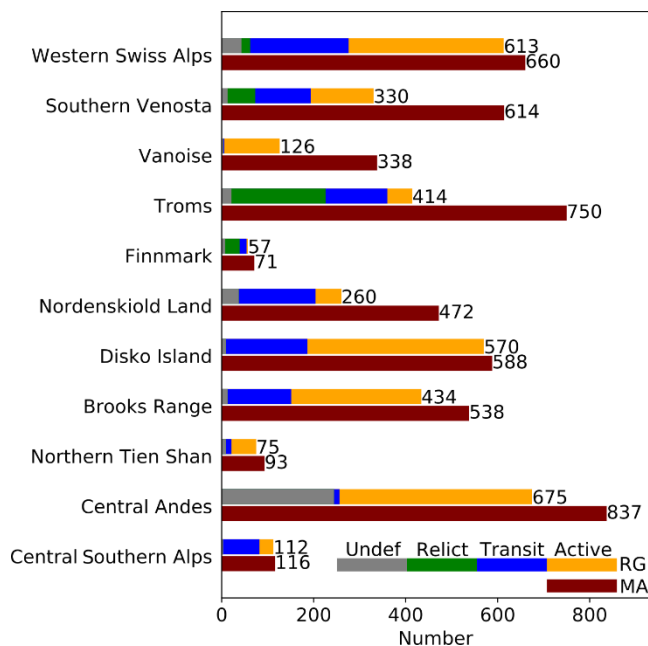 Western Swiss Alps 613
660
Southern Venosta 330
614
Vanoise 126
338
Troms 414
750
Finnmark 57
71
Nordenskiold Land 260
472
Disko Island 570
588
Brooks Range 434
538
Northern Tien Shan 75
93
Central Andes 675
837
Central Southern Alps 112
116
Undef Relict Transit Active
RG
MA
0 200 400 600 800
Number